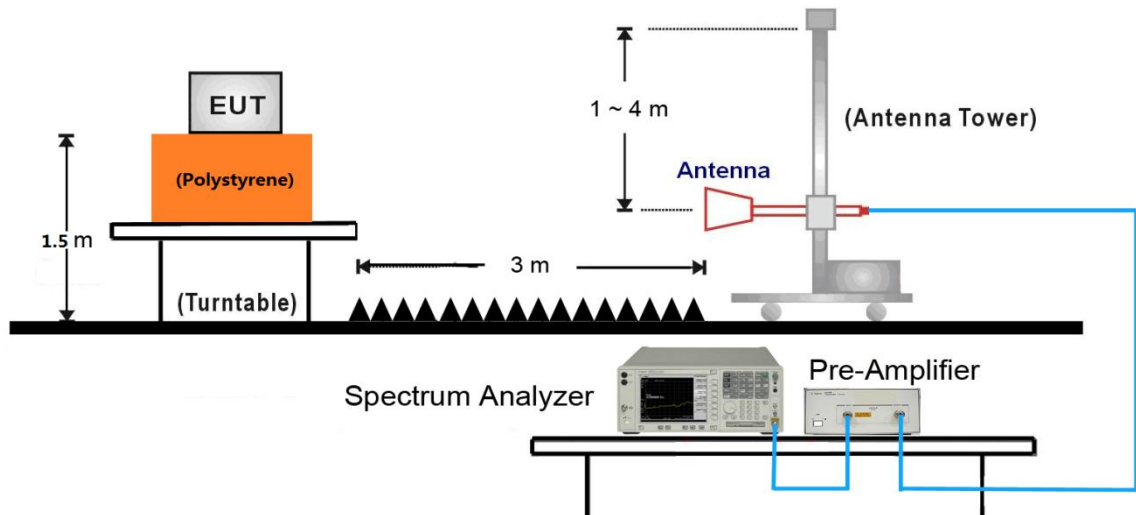 EUT
(Polystyrene)
1.5 m
(Turntable)
3 m
1 ~ 4 m
(Antenna Tower)
Antenna
Spectrum Analyzer
Pre-Amplifier